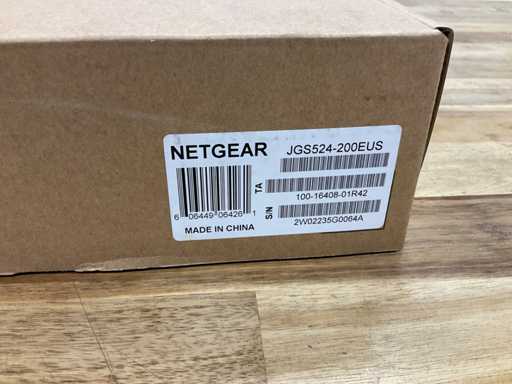 NETGEAR
JGS524-200EUS
TA
100-16408-01R42
S/N
2W02235G0064A
6 06449 06426 1
MADE IN CHINA